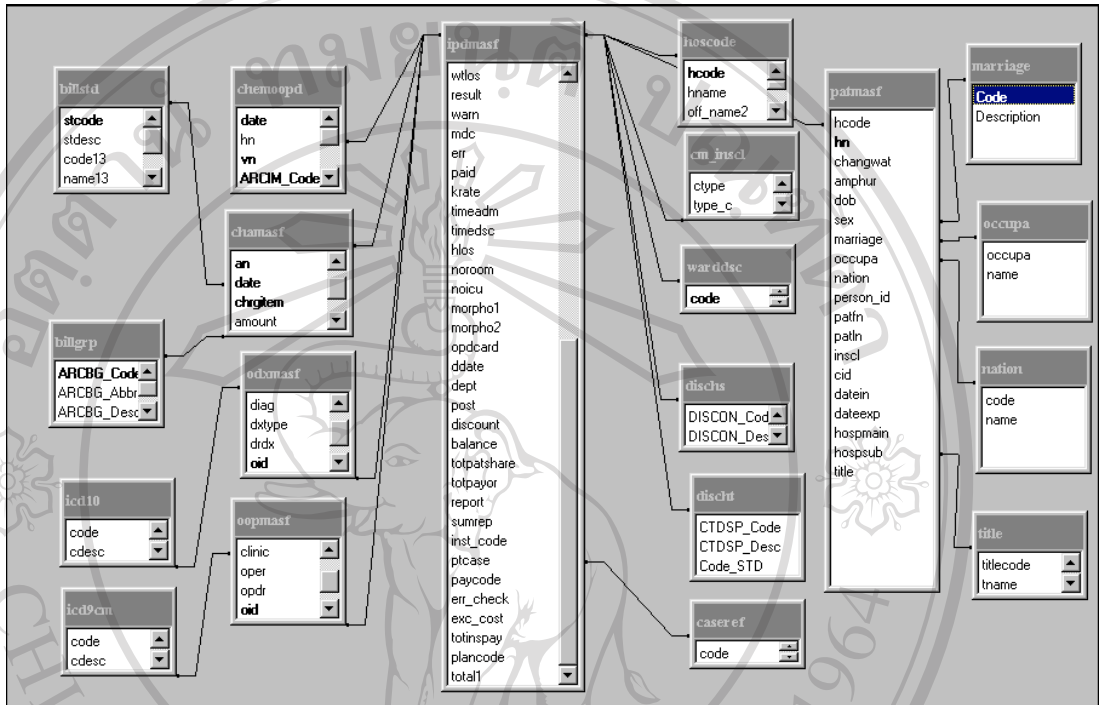 billstd
stcode
stdesc
code13
name13
chemoopd
date
hn
vn
ARCIM_Code
chamasf
an
date
chrgitem
amount
billgrp
ARCBG_Code
ARCBG_Abbr
ARCBG_Desc
odxmasf
diag
dxtype
drdx
oid
icd10
code
cdesc
oopmasf
clinic
oper
opdr
oid
icd9cm
code
cdesc
ipdmasf
wtlos
result
warn
mdc
err
paid
krate
timeadm
timedsc
hlos
noroom
noicu
morpho1
morpho2
opdcard
ddate
dept
post
discount
balance
totpatshare
totpayor
report
sumrep
inst_code
ptcase
paycode
err_check
exc_cost
totinspay
plancode
total1
hoscode
hcode
hname
off_name2
cm_inscl
ctype
type_c
warddsc
code
dischs
DISCON_Cod
DISCON_Des
discht
CTDSP_Code
CTDSP_Desc
Code_STD
caseref
code
patmasf
hcode
hn
changwat
amphur
dob
sex
marriage
occupa
nation
person_id
patfn
patln
inscl
cid
datein
dateexp
hospmain
hospsub
title
marriage
Code
Description
occupa
occupa
name
nation
code
name
title
titlecode
tname
1964